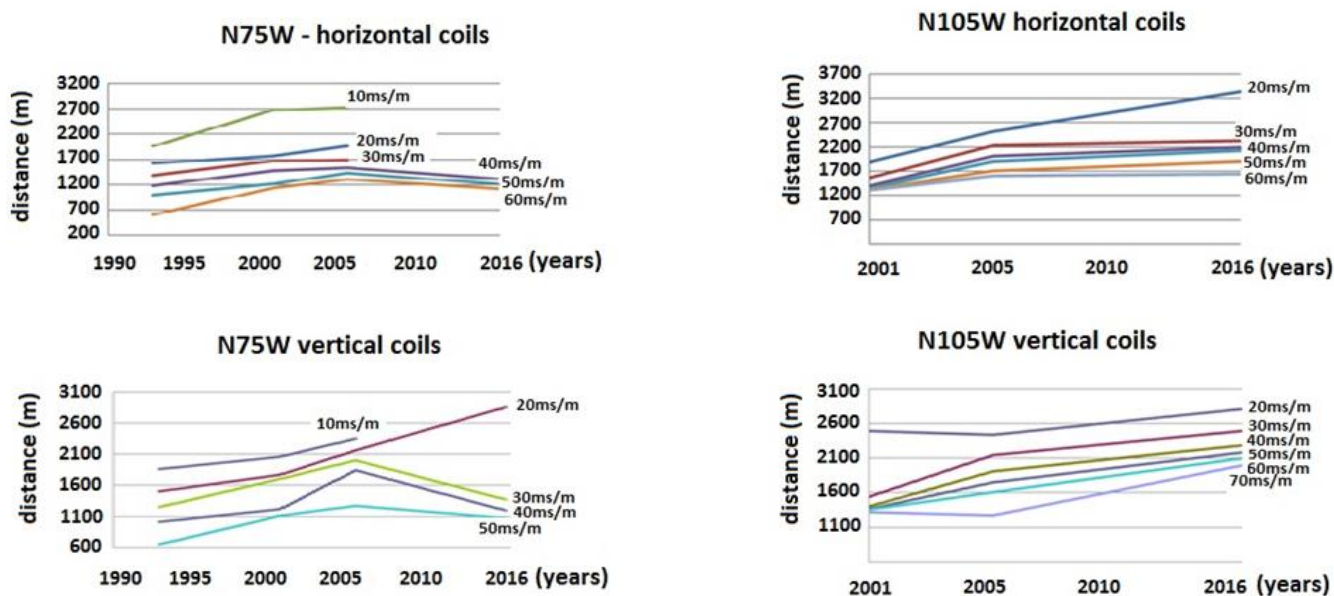 N75W - horizontal coils
distance (m)
3200
2700
2200
1700
1200
700
200
10ms/m
20ms/m
30ms/m
40ms/m
50ms/m
60ms/m
1990 1995 2000 2005 2010 2016 (years)
N105W horizontal coils
distance (m)
3700
3200
2700
2200
1700
1200
700
20ms/m
30ms/m
40ms/m
50ms/m
60ms/m
2001 2005 2010 2016 (years)
N75W vertical coils
distance (m)
3100
2600
2100
1600
1100
600
10ms/m
20ms/m
30ms/m
40ms/m
50ms/m
1990 1995 2000 2005 2010 2016 (years)
N105W vertical coils
distance (m)
3100
2600
2100
1600
1100
20ms/m
30ms/m
40ms/m
50ms/m
60ms/m
70ms/m
2001 2005 2010 2016 (years)